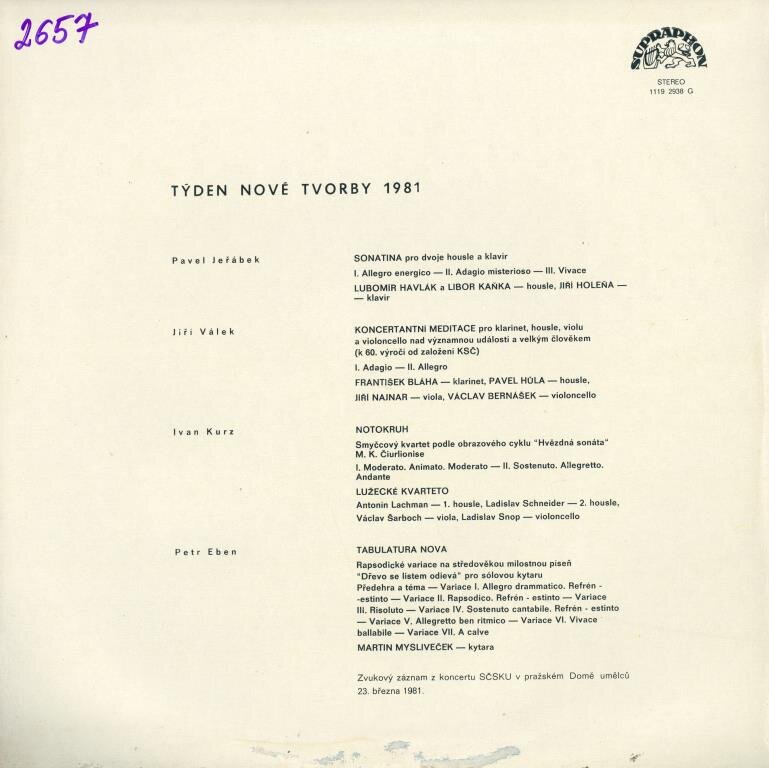 2657
SUPRAPHON
STEREO
1119 2938 G
TÝDEN NOVÉ TVORBY 1981
Pavel Jeřábek
SONATINA pro dvoje housle a klavír
I. Allegro energico — II. Adagio misterioso — III. Vivace
LUBOMÍR HAVLÁK a LIBOR KAŇKA — housle, JIŘÍ HOLEŇA —
— klavír
Jiří Válek
KONCERTANTNÍ MEDITACE pro klarinet, housle, violu
a violoncello nad významnou událostí a velkým člověkem
(k 60. výročí od založení KSČ)
I. Adagio — II. Allegro
FRANTIŠEK BLÁHA — klarinet, PAVEL HŮLA — housle,
JIŘÍ NAJNAR — viola, VÁCLAV BERNÁŠEK — violoncello
Ivan Kurz
NOTOKRUH
Smyčcový kvartet podle obrazového cyklu "Hvězdná sonáta"
M. K. Čiurlionise
I. Moderato. Animato. Moderato — II. Sostenuto. Allegretto.
Andante
LUŽECKÉ KVARTETO
Antonín Lachman — 1. housle, Ladislav Schneider — 2. housle,
Václav Šarboch — viola, Ladislav Snop — violoncello
Petr Eben
TABULATURA NOVA
Rapsodické variace na středověkou milostnou píseň
"Dřevo se listem odievá" pro sólovou kytaru
Předehra a téma — Variace I. Allegro drammatico. Refrén -
-estinto — Variace II. Rapsodico. Refrén - estinto — Variace
III. Risoluto — Variace IV. Sostenuto cantabile. Refrén - estinto
— Variace V. Allegretto ben ritmico — Variace VI. Vivace
ballabile — Variace VII. A calve
MARTIN MYSLIVEČEK — kytara
Zvukový záznam z koncertu SČSKU v pražském Domě umělců
23. března 1981.